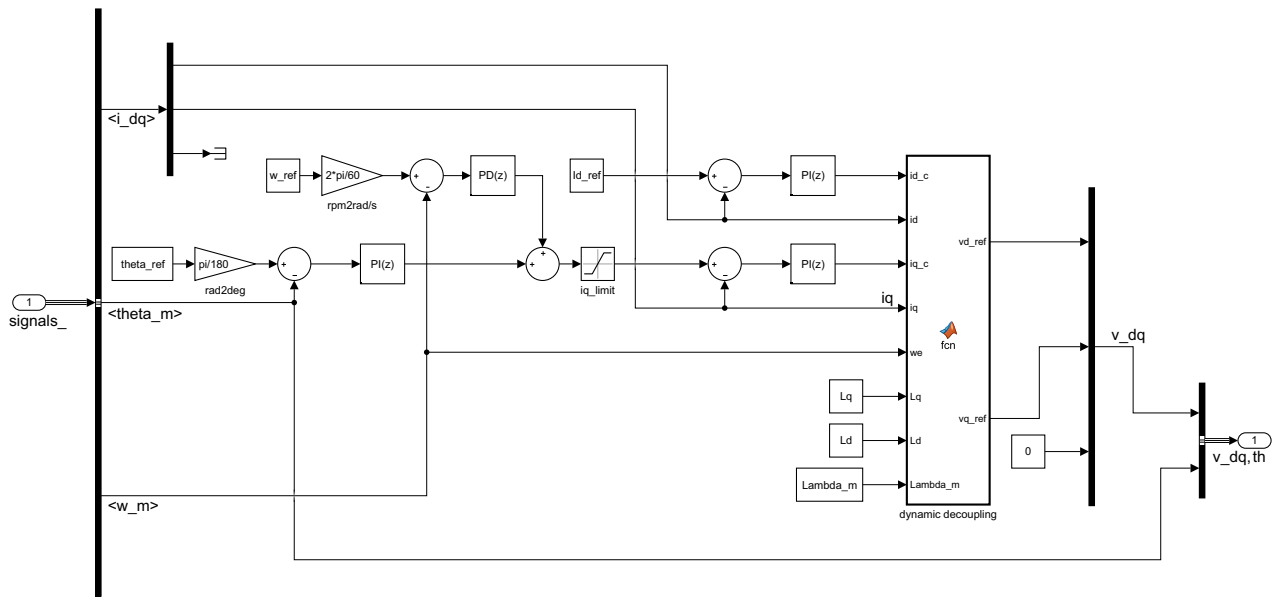 <i_dq>
w_ref
2*pi/60
rpm2rad/s
+
-
PD(z)
Id_ref
+
-
PI(z)
id_c
id
vd_ref
theta_ref
pi/180
rad2deg
+
-
PI(z)
+
+
iq_limit
+
-
PI(z)
iq_c
iq
iq
1
signals_
<theta_m>
fcn
we
v_dq
Lq
Lq
vq_ref
Ld
Ld
0
1
v_dq,th
Lambda_m
Lambda_m
<w_m>
dynamic decoupling